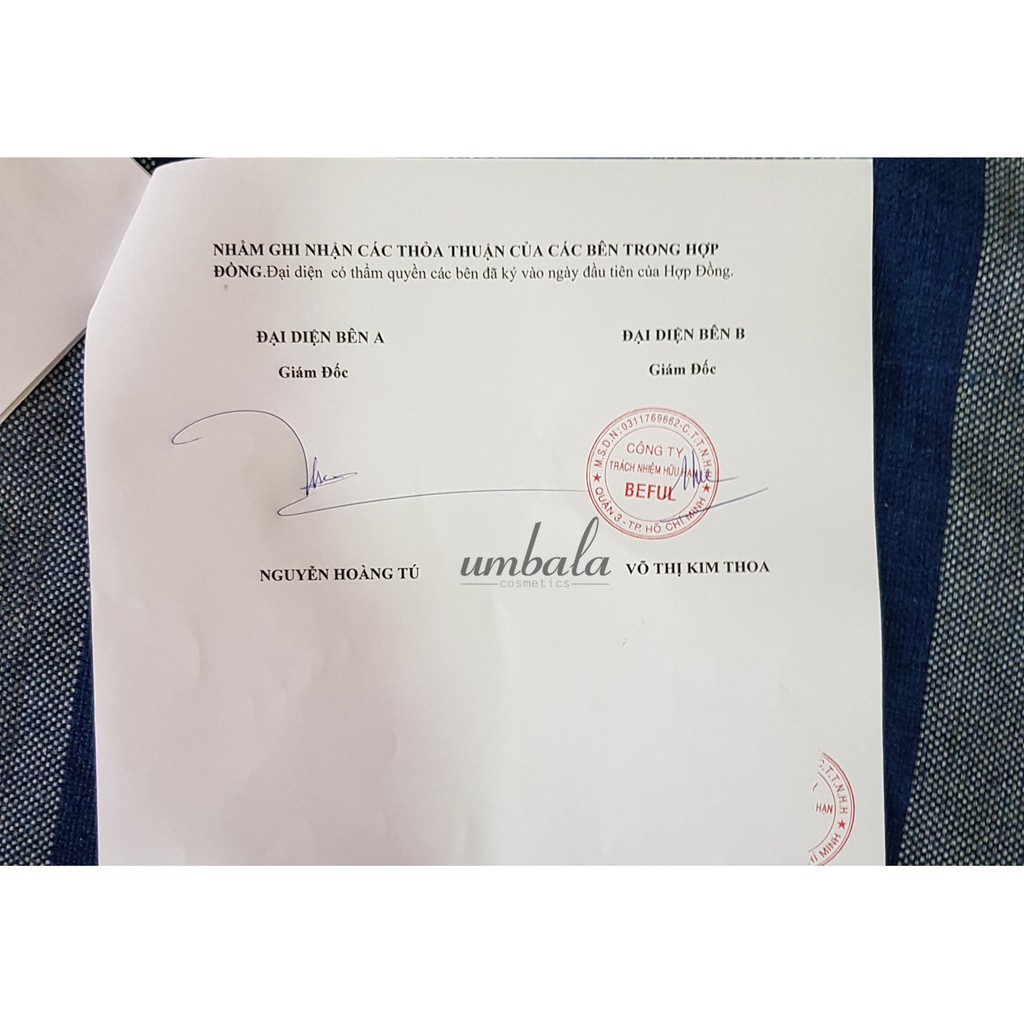 NHẰM GHI NHẬN CÁC THỎA THUẬN CỦA CÁC BÊN TRONG HỢP
ĐỒNG.Đại diện có thẩm quyền các bên đã ký vào ngày đầu tiên của Hợp Đồng.
ĐẠI DIỆN BÊN A
ĐẠI DIỆN BÊN B
Giám Đốc
Giám Đốc
M.S.D.N:0311769662-C.T.T.N.H.H
CÔNG TY
TRÁCH NHIỆM HỮU HẠN
BEFUL
QUẬN 3 - TP. HỒ CHÍ MINH
umbala
cosmetics
NGUYỄN HOÀNG TÚ
VÕ THỊ KIM THOA
C.T.T.N.H.H
HẠN
HÍ MINH